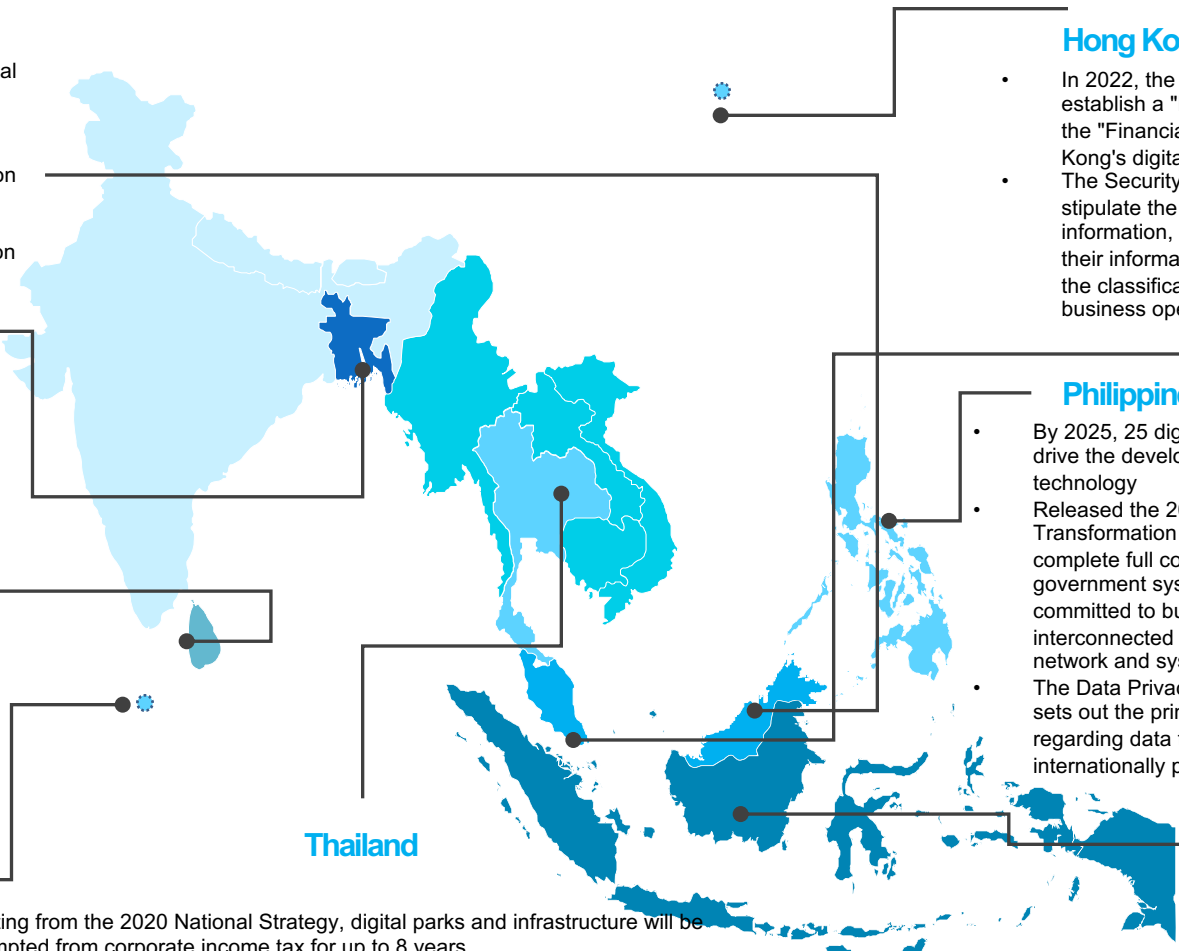 al
on
on
Hong Ko
• In 2022, the
establish a "
the "Financia
Kong's digita
• The Security
stipulate the
information,
their informa
the classifica
business ope
Philippin
• By 2025, 25 dig
drive the develo
technology
• Released the 20
Transformation
complete full co
government sys
committed to bu
interconnected
network and sys
• The Data Privac
sets out the prin
regarding data t
internationally p
Thailand
ting from the 2020 National Strategy, digital parks and infrastructure will be
mpted from corporate income tax for up to 8 years